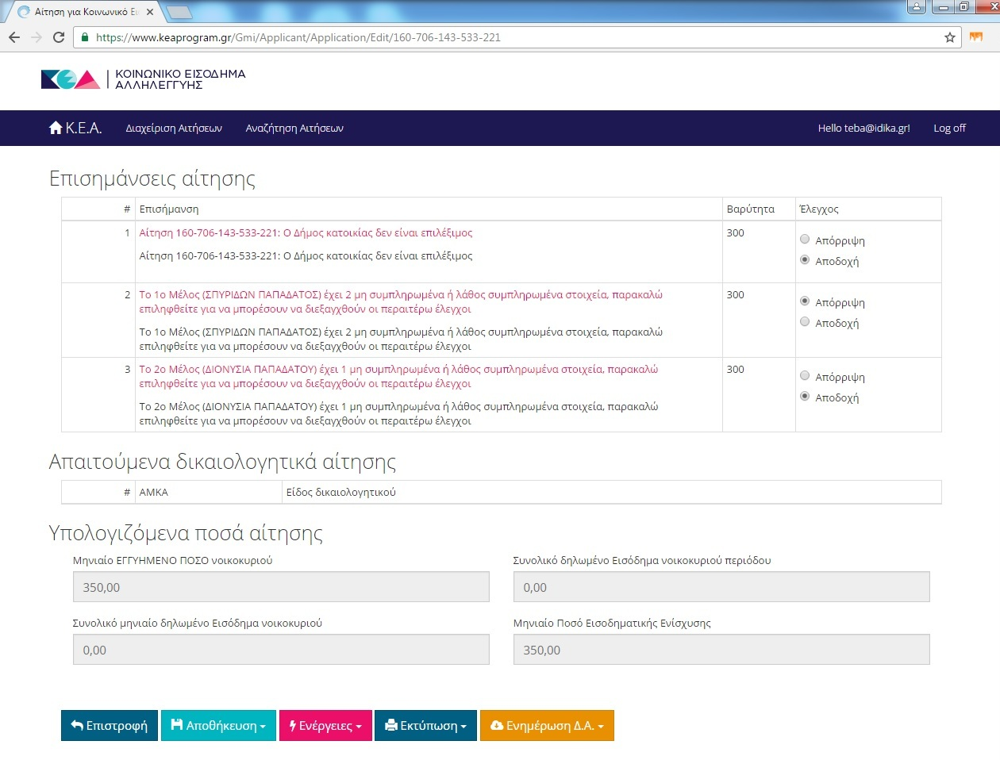 Αίτηση για Κοινωνικό Ει
https://www.keaprogram.gr/Gmi/Applicant/Application/Edit/160-706-143-533-221
ΚΟΙΝΩΝΙΚΟ ΕΙΣΟΔΗΜΑ
ΑΛΛΗΛΕΓΓΥΗΣ
Κ.Ε.Α. Διαχείριση Αιτήσεων Αναζήτηση Αιτήσεων Hello teba@idika.gr! Log off
Επισημάνσεις αίτησης
# Επισήμανση Βαρύτητα Έλεγχος
1 Αίτηση 160-706-143-533-221: Ο Δήμος κατοικίας δεν είναι επιλέξιμος 300 Απόρριψη
Αίτηση 160-706-143-533-221: Ο Δήμος κατοικίας δεν είναι επιλέξιμος Αποδοχή
2 Το 1ο Μέλος (ΣΠΥΡΙΔΩΝ ΠΑΠΑΔΑΤΟΣ) έχει 2 μη συμπληρωμένα ή λάθος συμπληρωμένα στοιχεία, παρακαλώ 300 Απόρριψη
επιληφθείτε για να μπορέσουν να διεξαγχθούν οι περαιτέρω έλεγχοι
Το 1ο Μέλος (ΣΠΥΡΙΔΩΝ ΠΑΠΑΔΑΤΟΣ) έχει 2 μη συμπληρωμένα ή λάθος συμπληρωμένα στοιχεία, παρακαλώ Αποδοχή
επιληφθείτε για να μπορέσουν να διεξαγχθούν οι περαιτέρω έλεγχοι
3 Το 2ο Μέλος (ΔΙΟΝΥΣΙΑ ΠΑΠΑΔΑΤΟΥ) έχει 1 μη συμπληρωμένα ή λάθος συμπληρωμένα στοιχεία, παρακαλώ 300 Απόρριψη
επιληφθείτε για να μπορέσουν να διεξαγχθούν οι περαιτέρω έλεγχοι
Το 2ο Μέλος (ΔΙΟΝΥΣΙΑ ΠΑΠΑΔΑΤΟΥ) έχει 1 μη συμπληρωμένα ή λάθος συμπληρωμένα στοιχεία, παρακαλώ Αποδοχή
επιληφθείτε για να μπορέσουν να διεξαγχθούν οι περαιτέρω έλεγχοι
Απαιτούμενα δικαιολογητικά αίτησης
# ΑΜΚΑ Είδος δικαιολογητικού
Υπολογιζόμενα ποσά αίτησης
Μηνιαίο ΕΓΓΥΗΜΕΝΟ ΠΟΣΟ νοικοκυριού Συνολικό δηλωμένο Εισόδημα νοικοκυριού περιόδου
350,00 0,00
Συνολικό μηνιαίο δηλωμένο Εισόδημα νοικοκυριού Μηνιαίο Ποσό Εισοδηματικής Ενίσχυσης
0,00 350,00
Επιστροφή Αποθήκευση Ενέργειες Εκτύπωση Ενημέρωση Δ.Α.